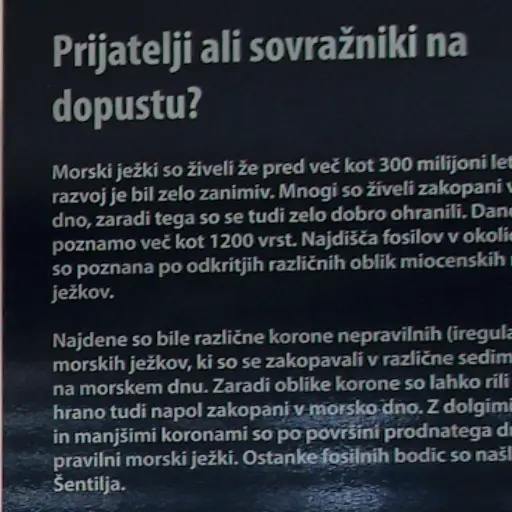 Prijatelji ali sovražniki na
dopustu?
Morski ježki so živeli že pred več kot 300 milijoni let
razvoj je bil zelo zanimiv. Mnogi so živeli zakopani v
dno, zaradi tega so se tudi zelo dobro ohranili. Dan
poznamo več kot 1200 vrst. Najdišča fosilov v okoli
so poznana po odkritjih različnih oblik miocenskih
ježkov.
Najdene so bile različne korone nepravilnih (iregula
morskih ježkov, ki so se zakopavali v različne sedim
na morskem dnu. Zaradi oblike korone so lahko rili
hrano tudi napol zakopani v morsko dno. Z dolgimi
in manjšimi koronami so po površini prodnatega d
pravilni morski ježki. Ostanke fosilnih bodic so našl
Šentilja.